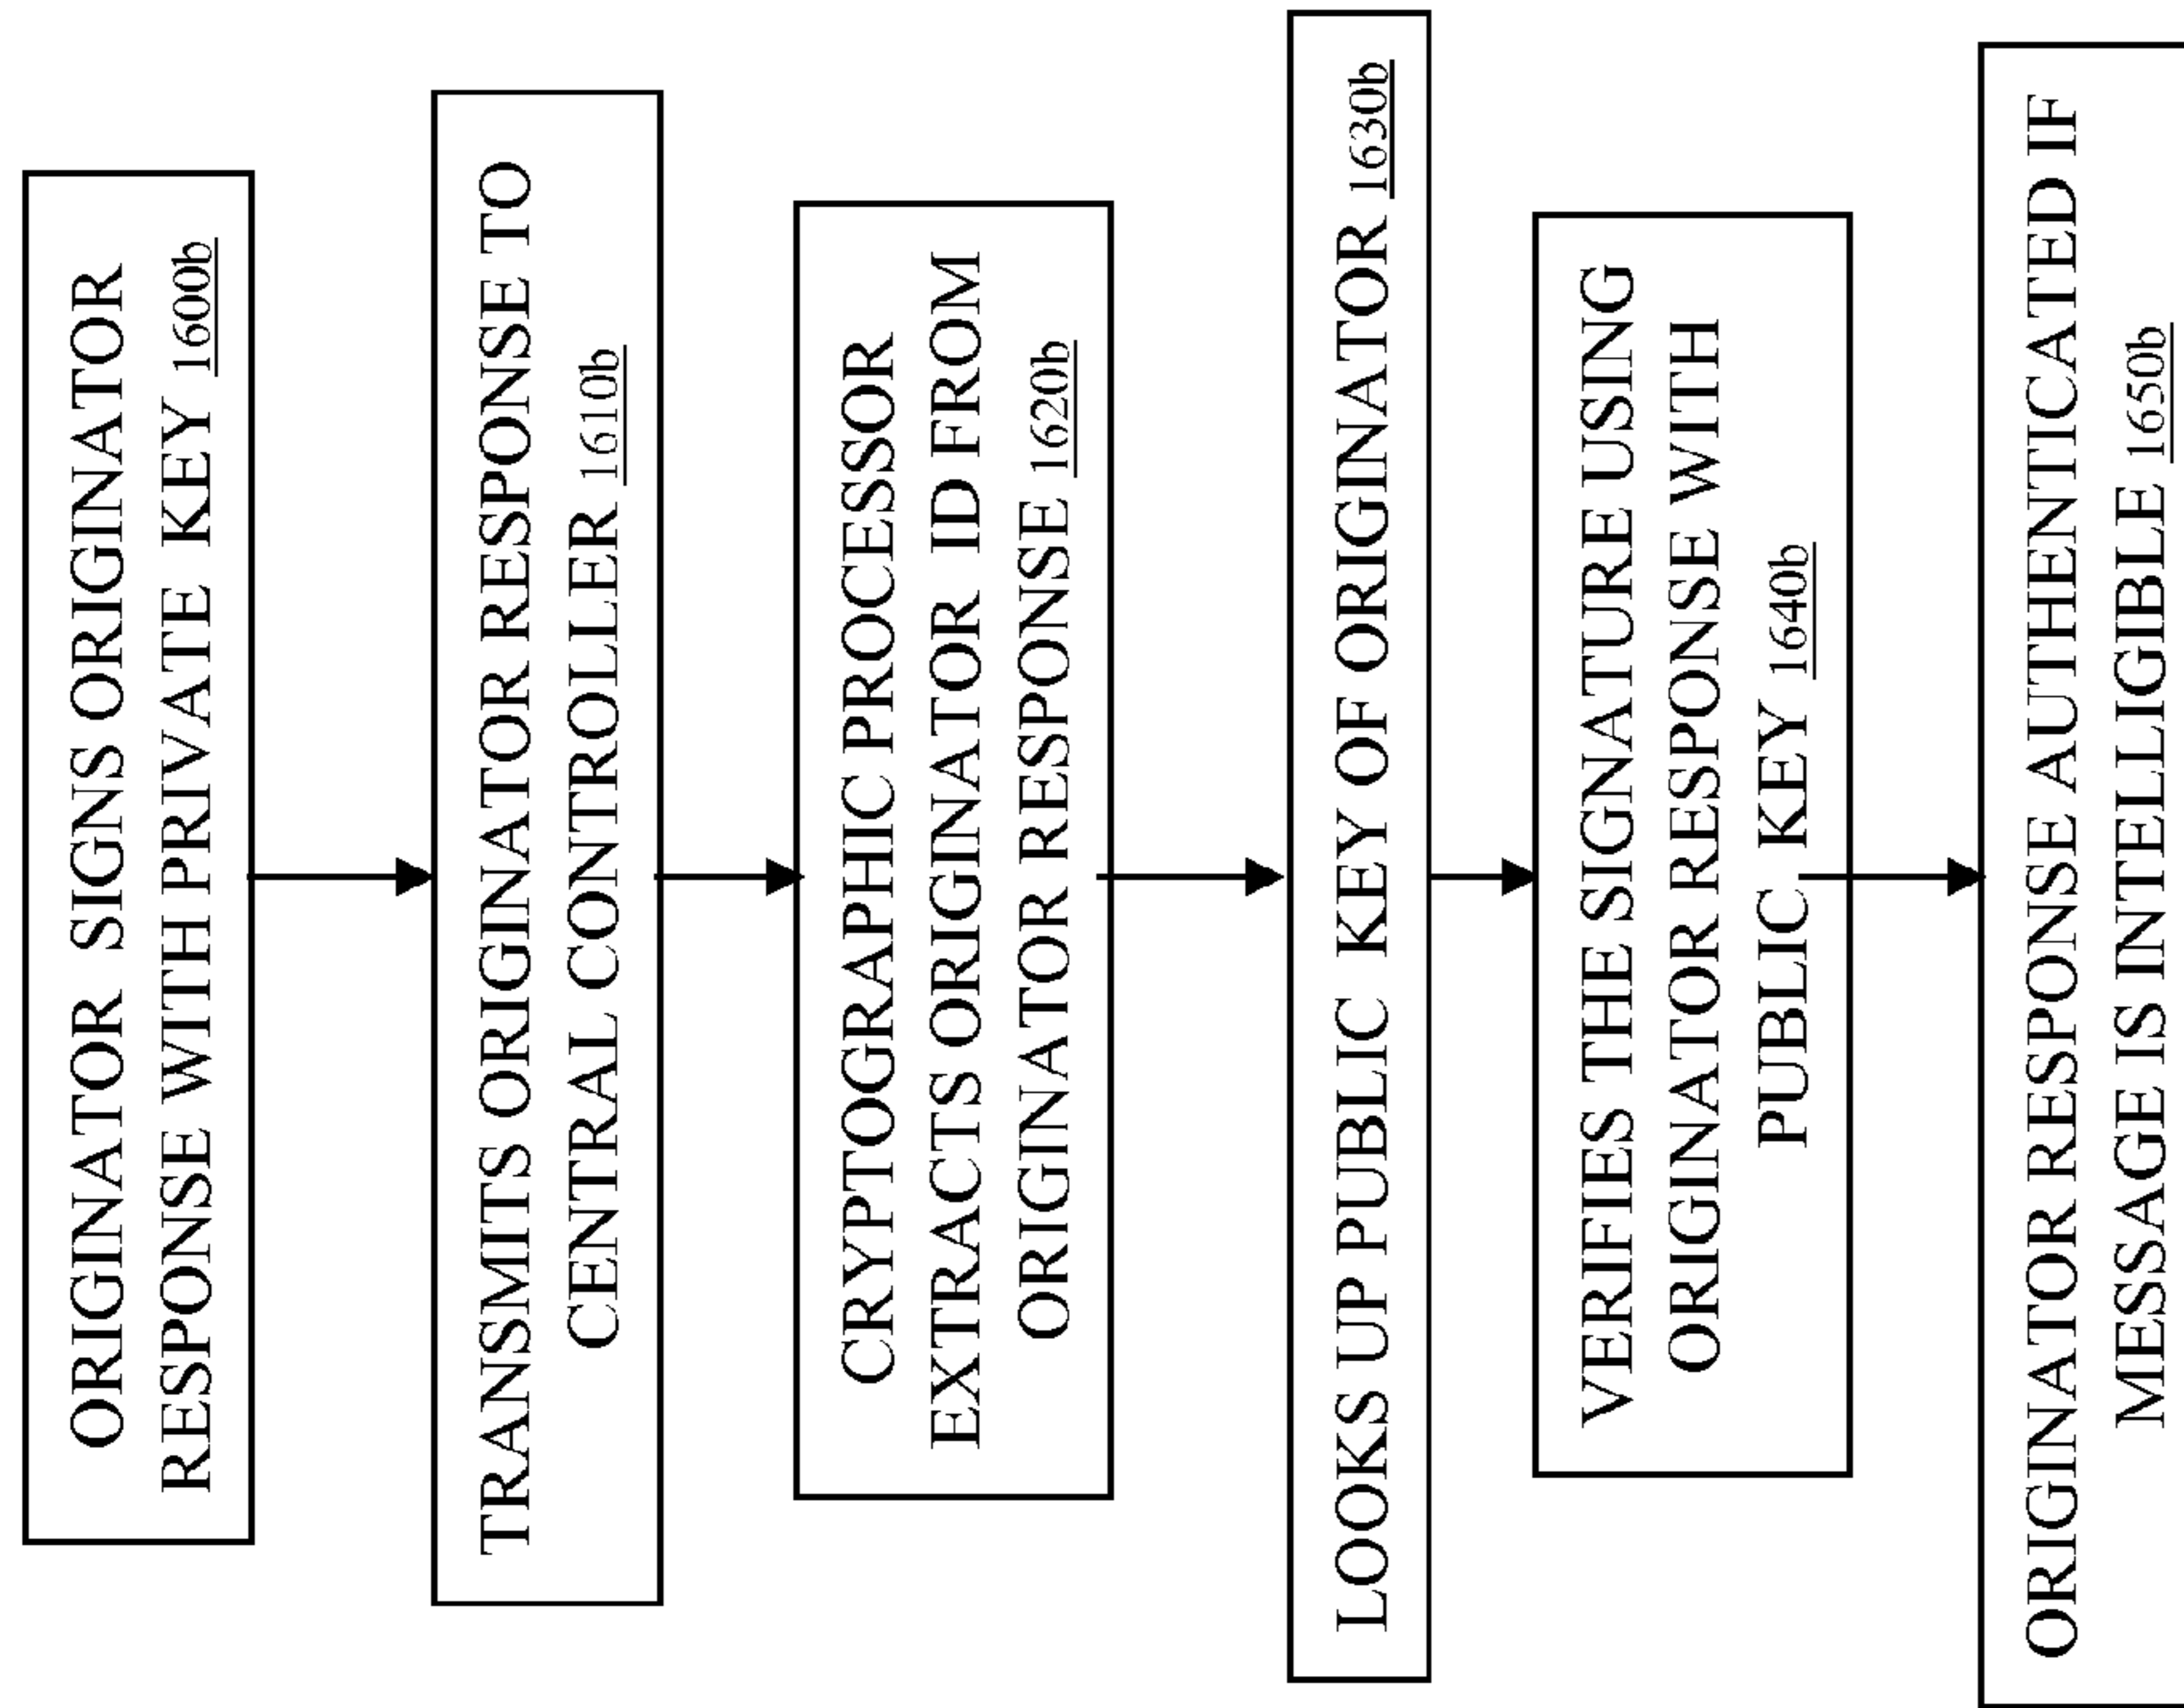 ORIGINATOR SIGNS ORIGINATOR
RESPONSE WITH PRIVATE KEY 1600b
TRANSMITS ORIGINATOR RESPONSE TO
CENTRAL CONTROLLER 1610b
CRYPTOGRAPHIC PROCESSOR
EXTRACTS ORIGINATOR ID FROM
ORIGINATOR RESPONSE 1620b
LOOKS UP PUBLIC KEY OF ORIGINATOR 1630b
VERIFIES THE SIGNATURE USING
ORIGINATOR RESPONSE WITH
PUBLIC KEY 1640b
ORIGINATOR RESPONSE AUTHENTICATED IF
MESSAGE IS INTELLIGIBLE 1650b